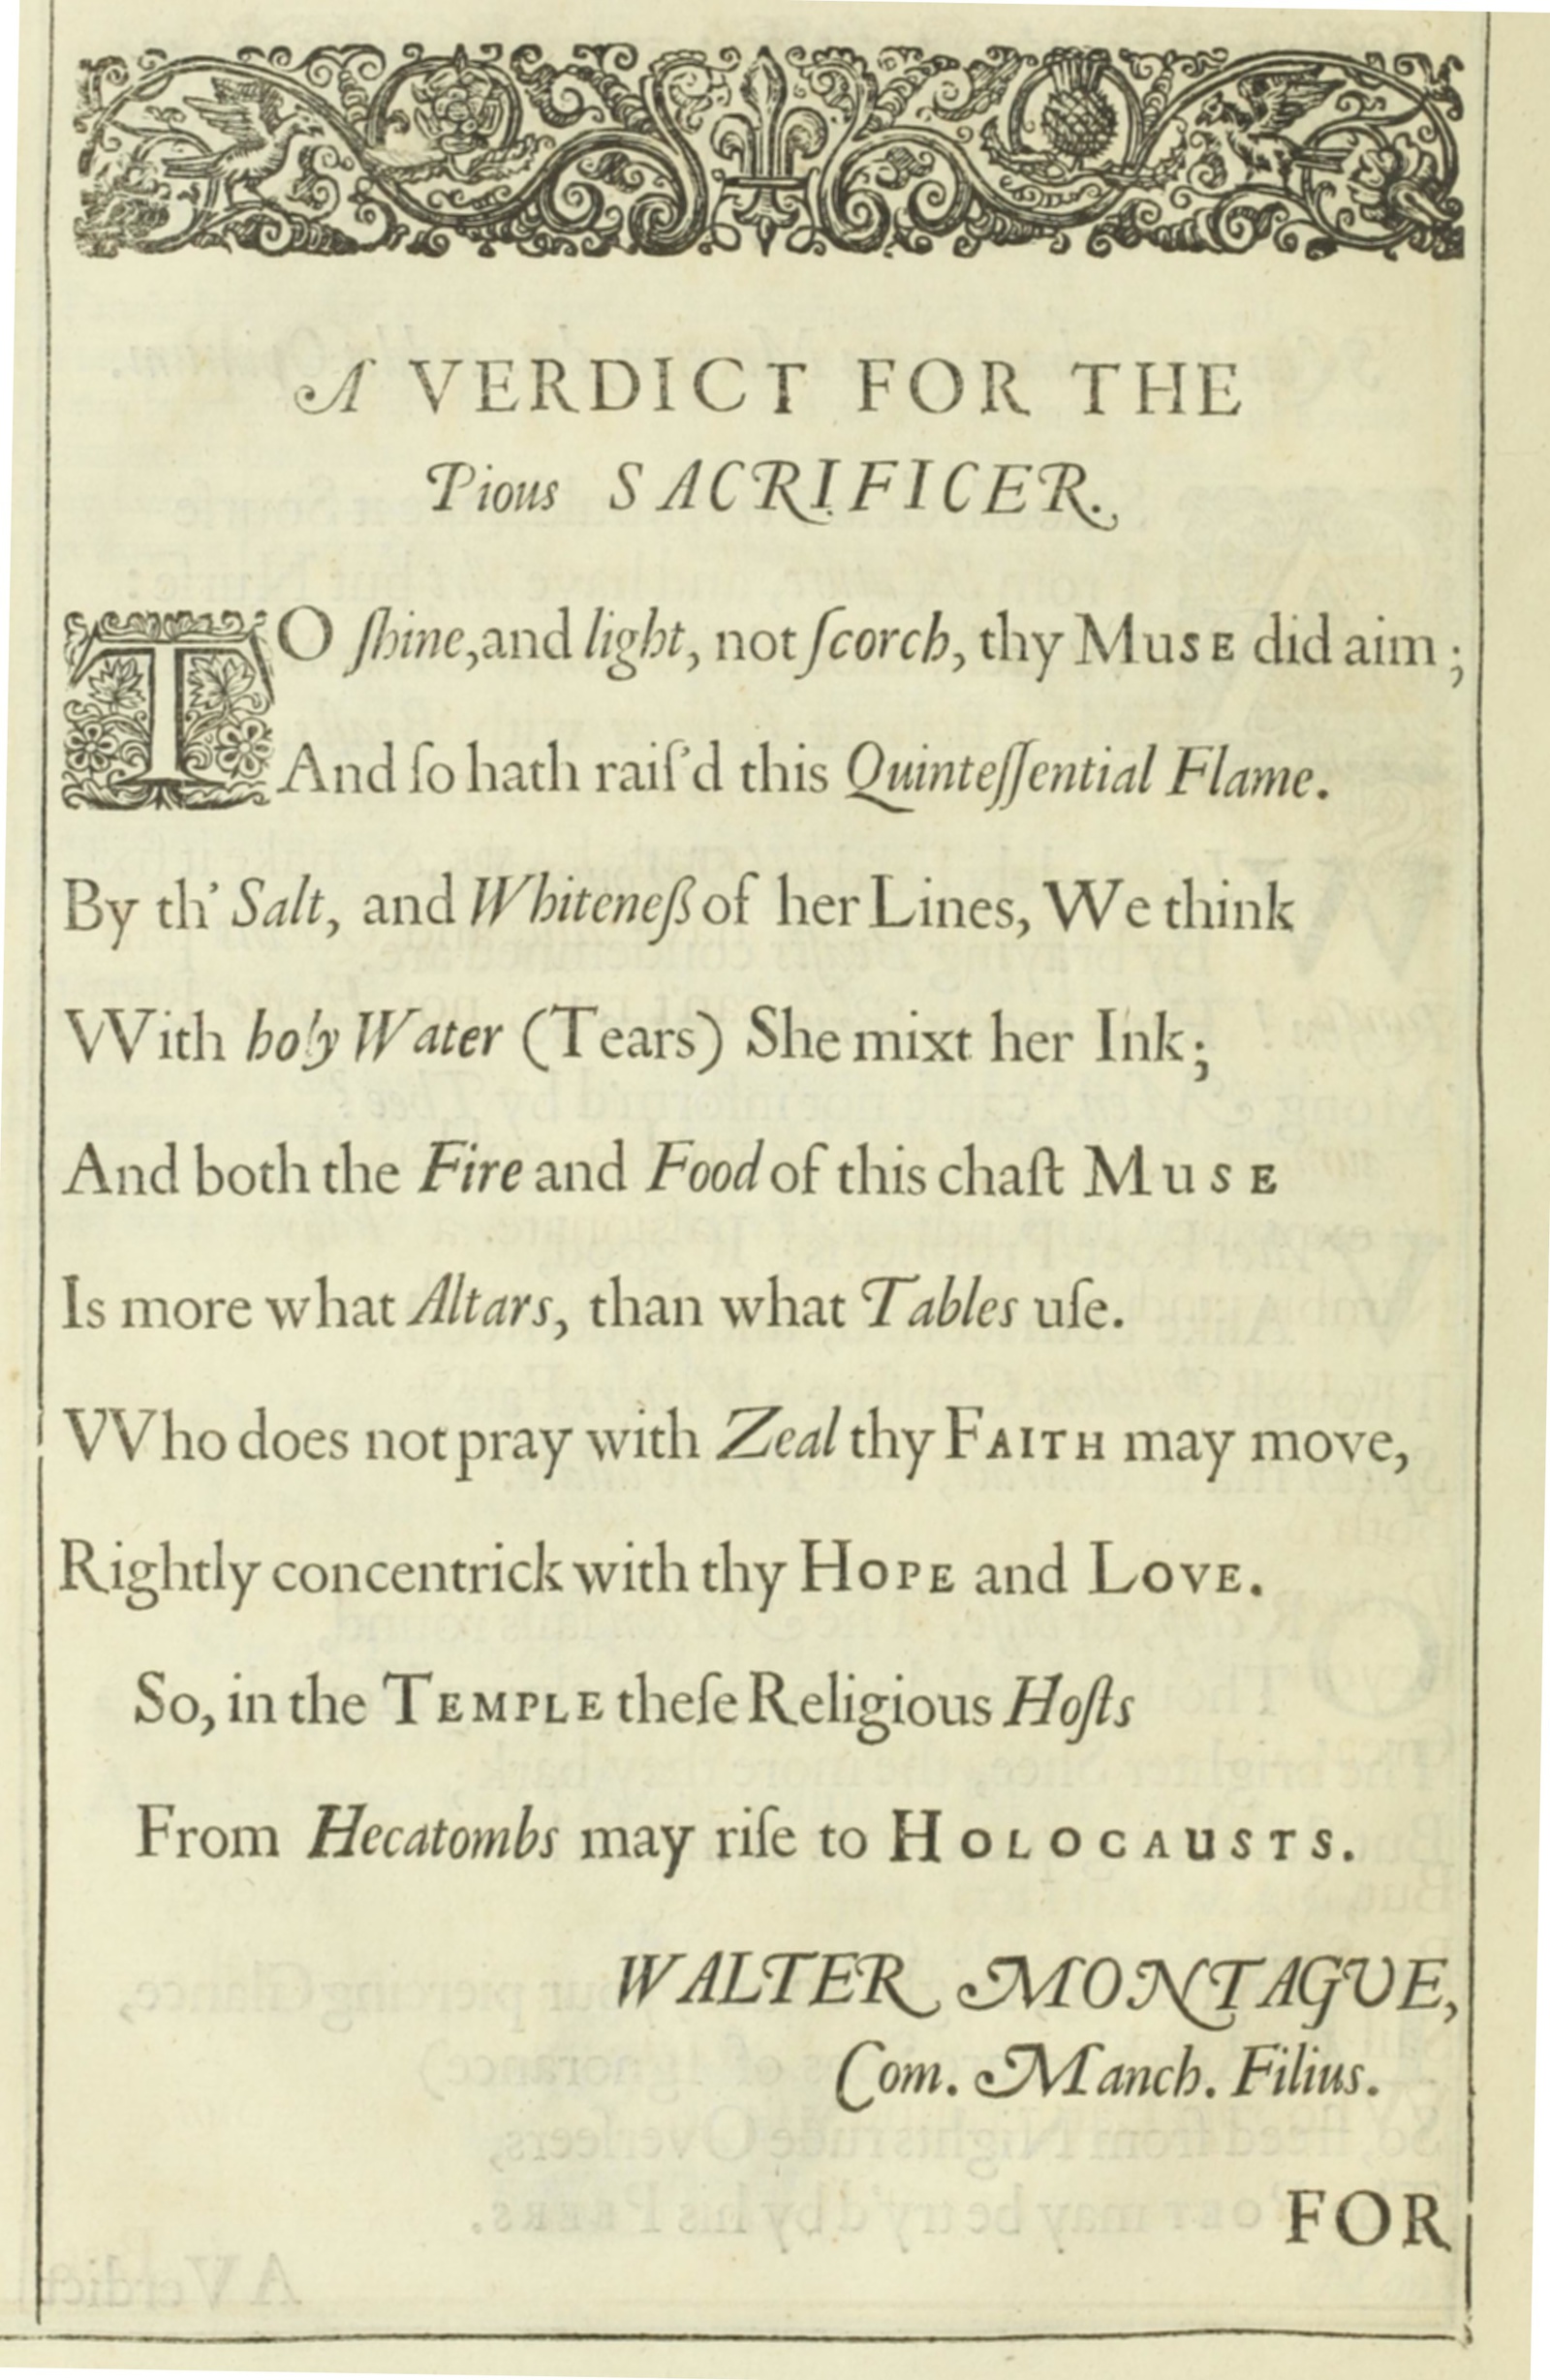 A VERDICT FOR THE
Pious SACRIFICER.
TO ſhine, and light, not ſcorch, thy MUSE did aim;
And ſo hath raiſ'd this Quinteſſential Flame.
By th' Salt, and Whiteneß of her Lines, We think
With holy Water (Tears) She mixt her Ink;
And both the Fire and Food of this chaſt MUSE
Is more what Altars, than what Tables uſe.
VVho does not pray with Zeal thy FAITH may move,
Rightly concentrick with thy HOPE and LOVE.
So, in the TEMPLE theſe Religious Hoſts
From Hecatombs may riſe to HOLOCAUSTS.
WALTER MONTAGUE,
Com. Manch. Filius.
FOR